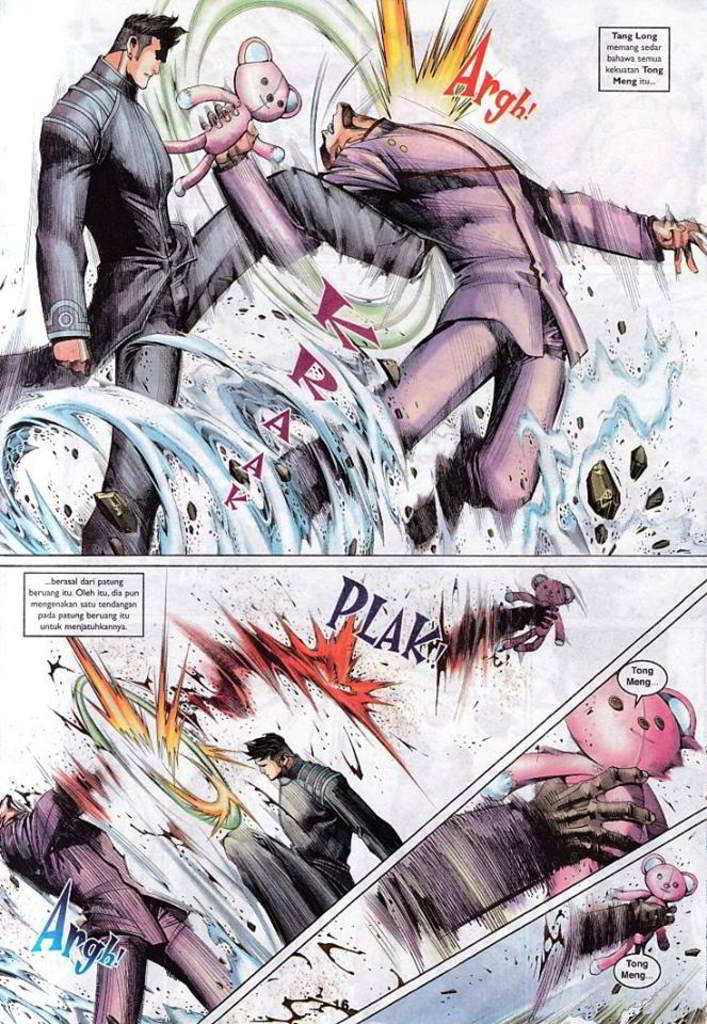 Tang Long
memang sedar
bahawa semua
kekuatan Tong
Meng itu...
Argh!
KRAAK
...berasal dari patung
beruang itu. Oleh itu, dia pun
mengenakan satu tendangan
pada patung beruang itu
untuk menjatuhkannya.
PLAK!
Tong
Meng...
Argh!
Tong
Meng...
16